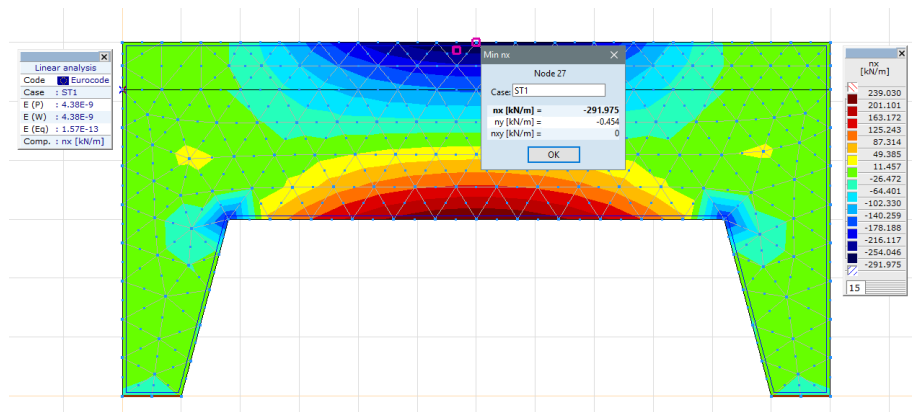 Linear analysis
Code Eurocode
Case : ST1
E (P) : 4.38E-9
E (W) : 4.38E-9
E (Eq) : 1.57E-13
Comp. : nx [kN/m]
Min nx
Node 27
Case: ST1
nx [kN/m] = -291.975
ny [kN/m] = -0.454
nxy [kN/m] = 0
OK
nx
[kN/m]
239.030
201.101
163.172
125.243
87.314
49.385
11.457
-26.472
-64.401
-102.330
-140.259
-178.188
-216.117
-254.046
-291.975
15